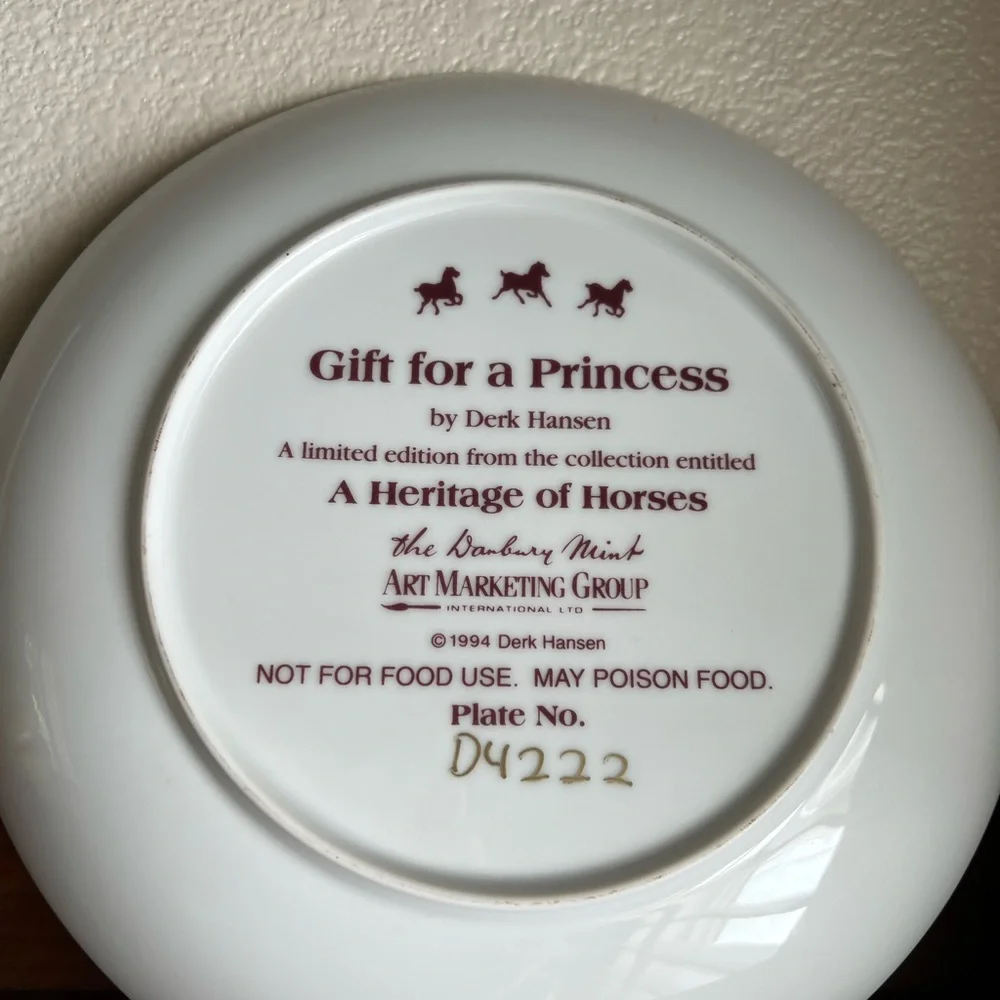 Gift for a Princess
by Derk Hansen
A limited edition from the collection entitled
A Heritage of Horses
the Danbury Mint
ART MARKETING GROUP
INTERNATIONAL LTD
©1994 Derk Hansen
NOT FOR FOOD USE. MAY POISON FOOD.
Plate No.
D4222